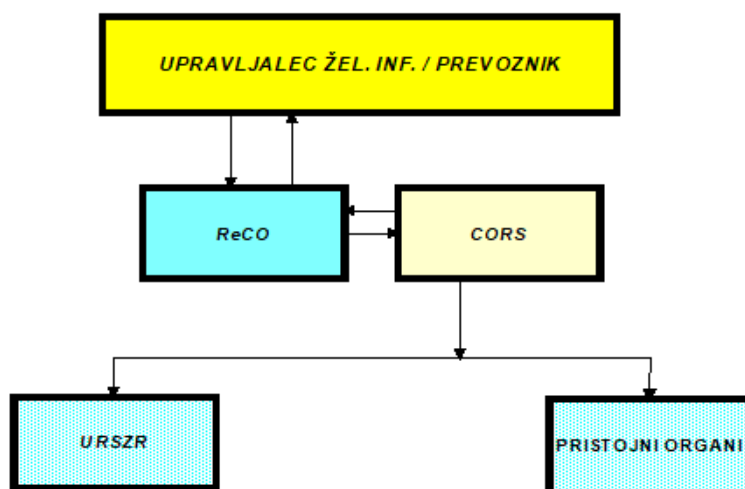 UPRAVLJALEC ŽEL. INF. / PREVOZNIK
ReCO
CORS
URSZR
PRISTOJNI ORGANI